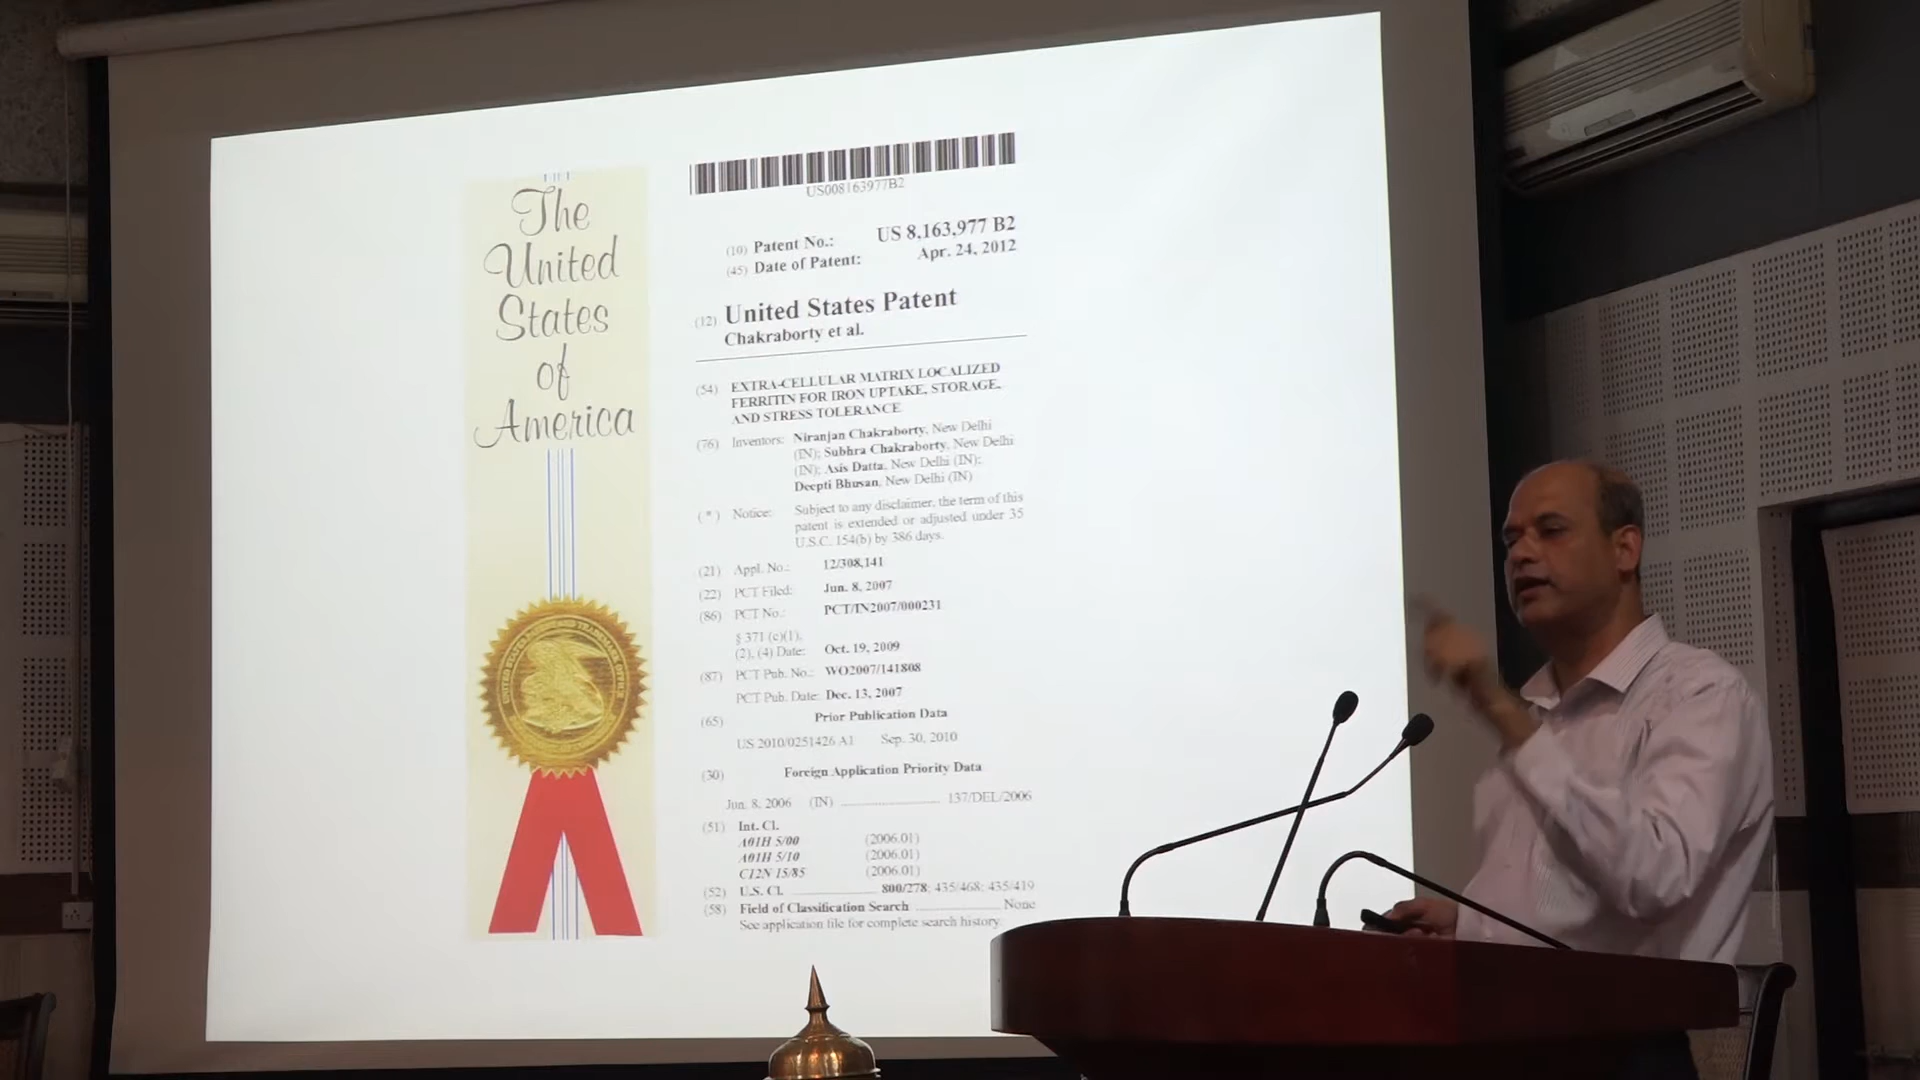 The
United
States
of
America
US008163977B2
(10) Patent No.: US 8,163,977 B2
(45) Date of Patent: Apr. 24, 2012
(12) United States Patent
Chakraborty et al.
(54) EXTRA-CELLULAR MATRIX LOCALIZED
FERRITIN FOR IRON UPTAKE, STORAGE,
AND STRESS TOLERANCE
(76) Inventors: Niranjan Chakraborty, New Delhi
(IN); Subhra Chakraborty, New Delhi
(IN); Asis Datta, New Delhi (IN);
Deepti Bhusan, New Delhi (IN)
(*) Notice: Subject to any disclaimer, the term of this
patent is extended or adjusted under 35
U.S.C. 154(b) by 386 days.
(21) Appl. No.: 12/308,141
(22) PCT Filed: Jun. 8, 2007
(86) PCT No.: PCT/IN2007/000231
§ 371 (c)(1),
(2), (4) Date: Oct. 19, 2009
(87) PCT Pub. No.: WO2007/141808
PCT Pub. Date: Dec. 13, 2007
(65) Prior Publication Data
US 2010/0251426 A1 Sep. 30, 2010
(30) Foreign Application Priority Data
Jun. 8, 2006 (IN) ........................ 137/DEL/2006
(51) Int. Cl.
A01H 5/00 (2006.01)
A01H 5/10 (2006.01)
C12N 15/85 (2006.01)
(52) U.S. Cl. ..................... 800/278; 435/468; 435/419
(58) Field of Classification Search ..................... None
See application file for complete search history.